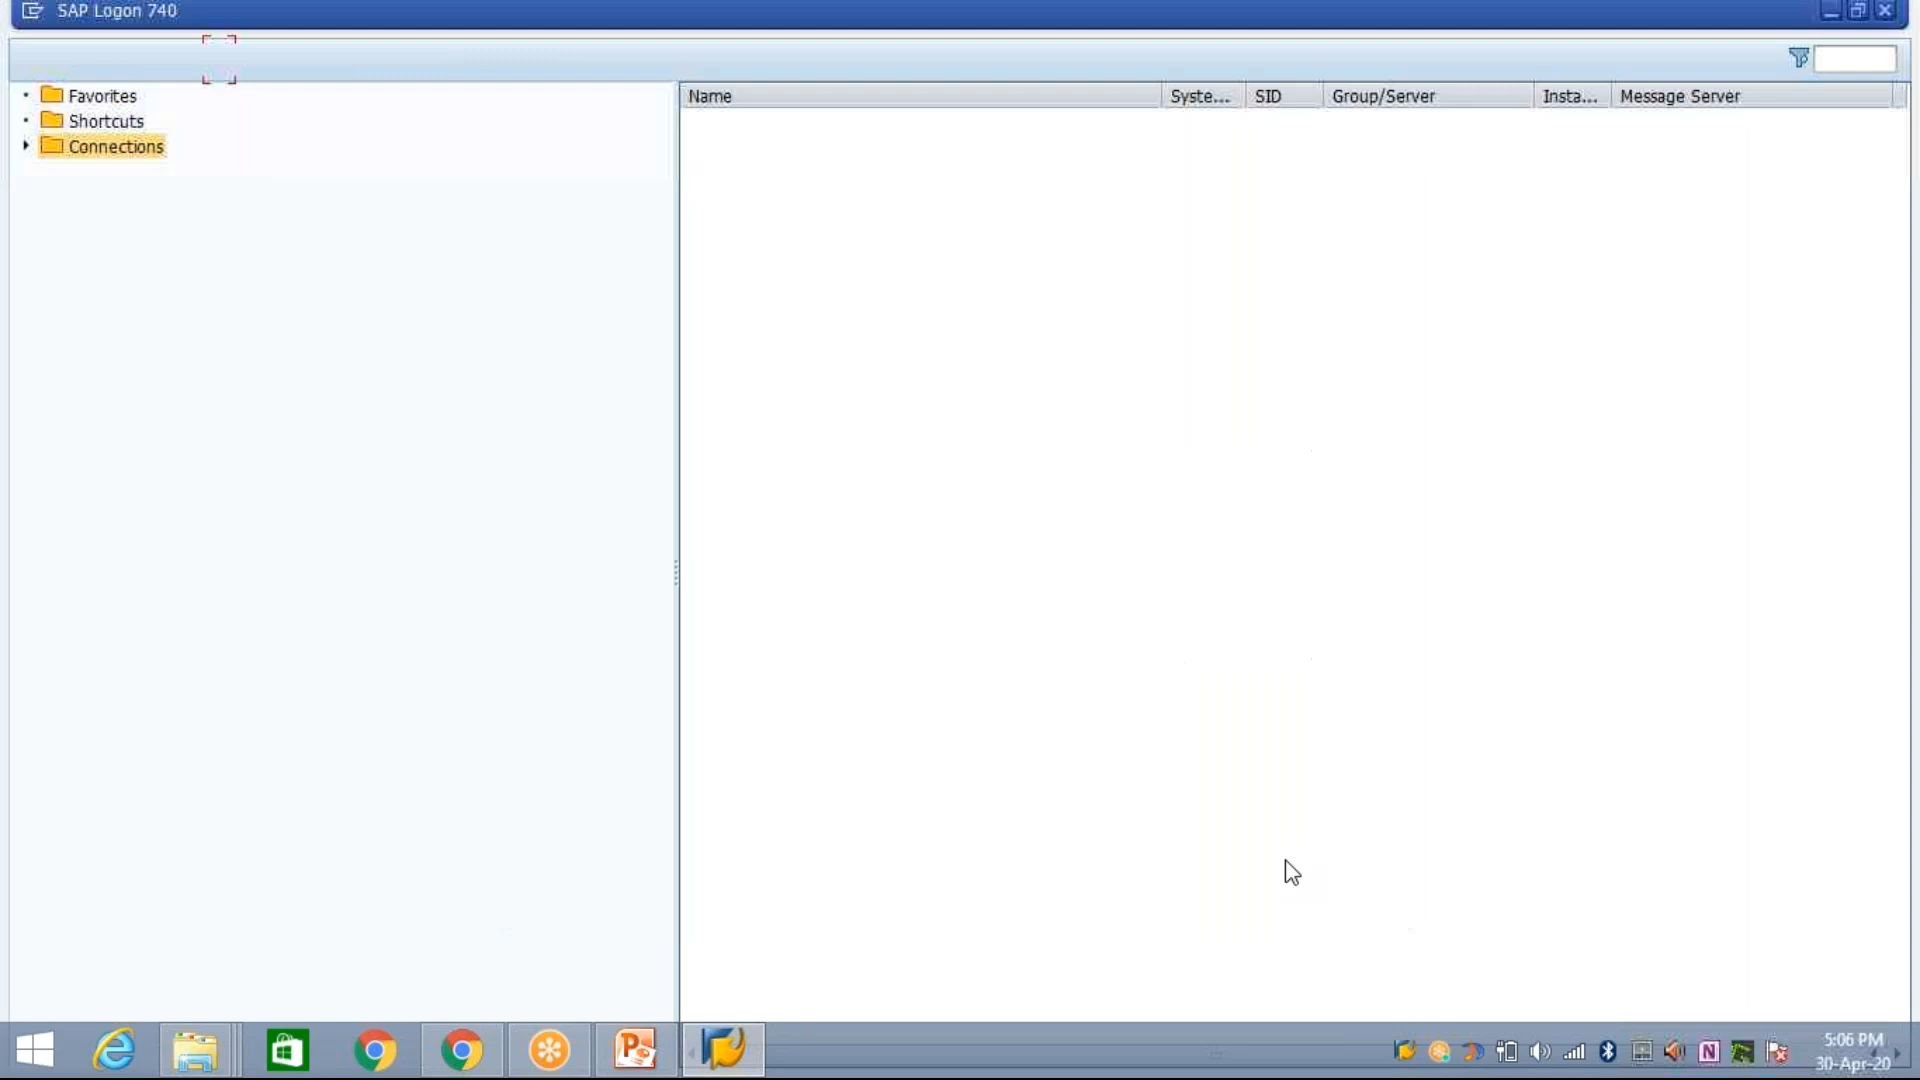 SAP Logon 740
Favorites
Shortcuts
Connections
Name Syste... SID Group/Server Insta... Message Server
5:06 PM
30-Apr-20